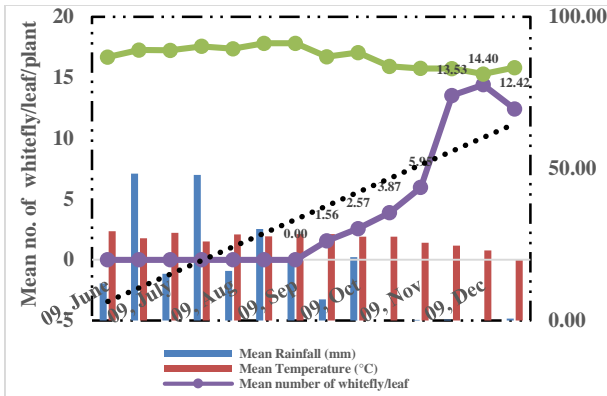 Mean no. of whitefly/leaf/plant
20
15
10
5
0
-5
100.00
50.00
0.00
0.00
1.56
2.57
3.87
13.53
14.40
12.42
09, June
09, July
09, Aug
09, Sep
09, Oct
09, Nov
09, Dec
Mean Rainfall (mm)
Mean Temperature (°C)
Mean number of whitefly/leaf